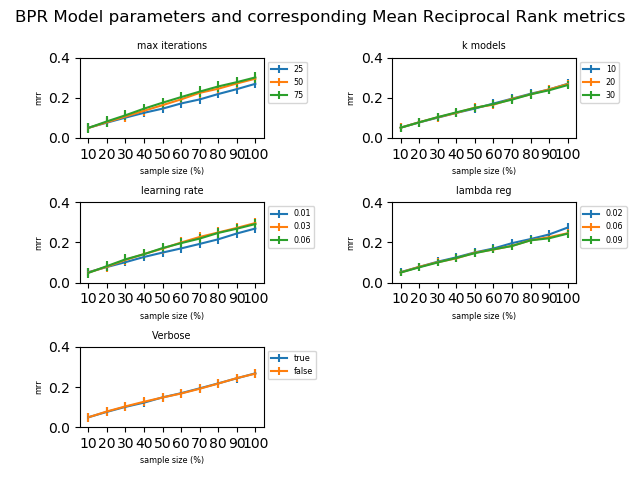 BPR Model parameters and corresponding Mean Reciprocal Rank metrics
max iterations
0.4
0.2
0.0
mrr
10 20 30 40 50 60 70 80 90 100
sample size (%)
25
50
75
k models
0.4
0.2
0.0
mrr
10 20 30 40 50 60 70 80 90 100
sample size (%)
10
20
30
learning rate
0.4
0.2
0.0
mrr
10 20 30 40 50 60 70 80 90 100
sample size (%)
0.01
0.03
0.06
lambda reg
0.4
0.2
0.0
mrr
10 20 30 40 50 60 70 80 90 100
sample size (%)
0.02
0.06
0.09
Verbose
0.4
0.2
0.0
mrr
10 20 30 40 50 60 70 80 90 100
sample size (%)
true
false